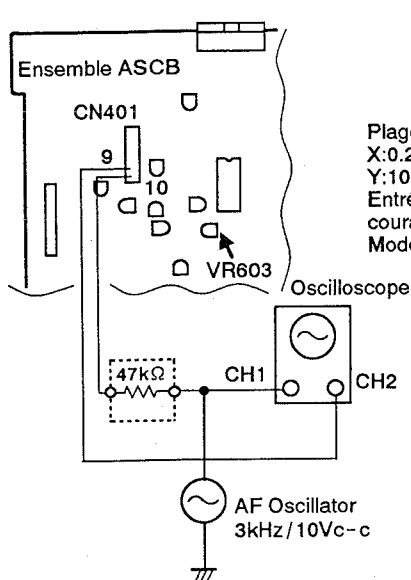 Ensemble ASCB
CN401
9
10
VR603
Plage
X:0.2
Y:10
Entré
coura
Mode
Oscilloscope
47kΩ
CH1
CH2
AF Oscillator
3kHz/10Vc-c